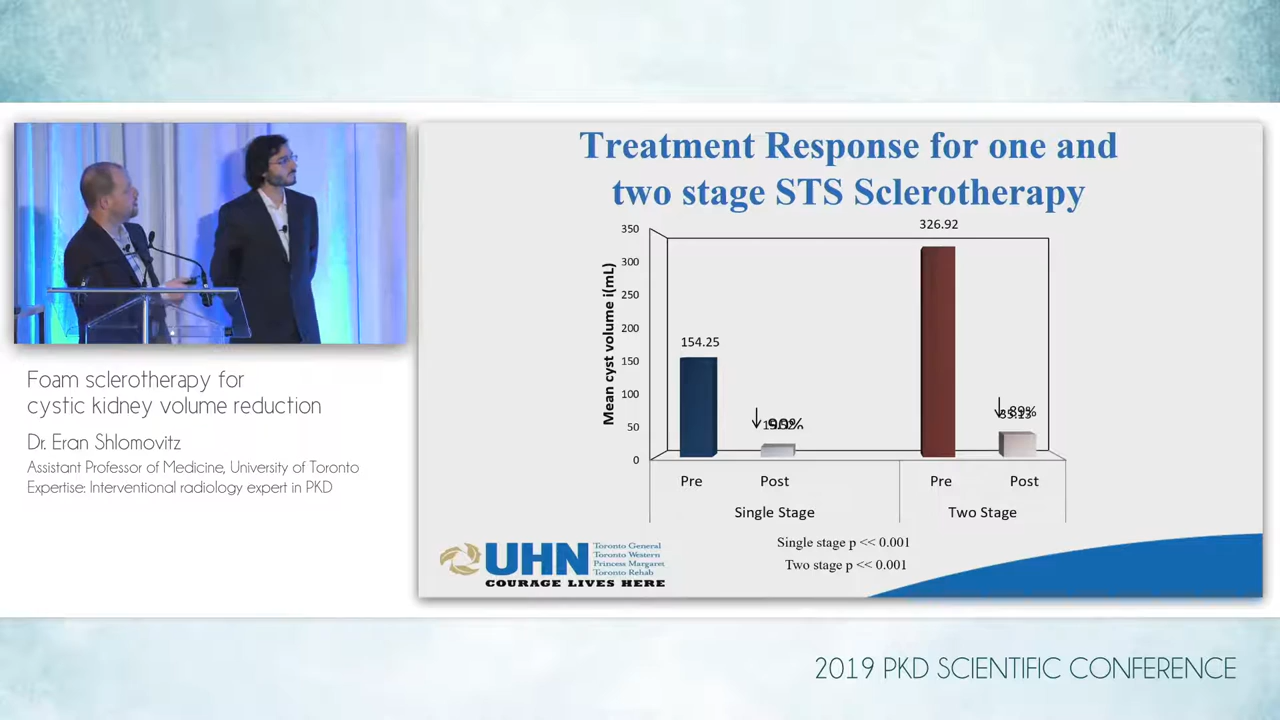 Treatment Response for one and
two stage STS Sclerotherapy
Mean cyst volume i(mL)
350
300
250
200
150
100
50
0
154.25
326.92
90%
89%
Pre
Post
Pre
Post
Single Stage
Two Stage
Single stage p << 0.001
Two stage p << 0.001
UHN
Toronto General
Toronto Western
Princess Margaret
Toronto Rehab
COURAGE LIVES HERE
Foam sclerotherapy for
cystic kidney volume reduction
Dr. Eran Shlomovitz
Assistant Professor of Medicine, University of Toronto
Expertise: Interventional radiology expert in PKD
2019 PKD SCIENTIFIC CONFERENCE